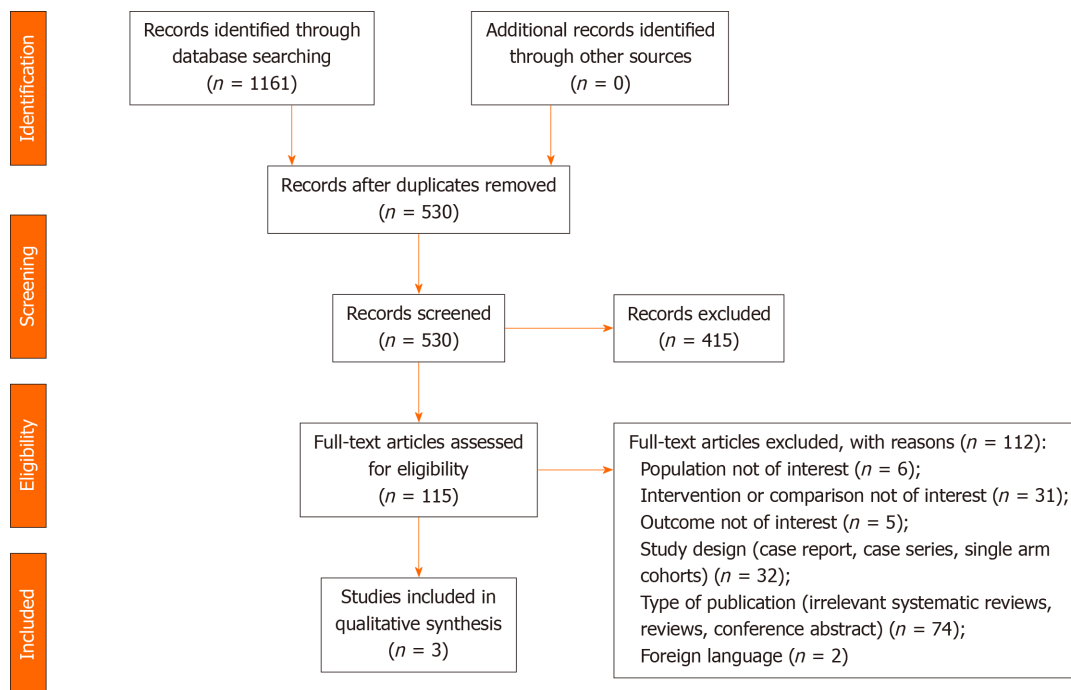 Identification
Records identified through
database searching
(n = 1161)
Additional records identified
through other sources
(n = 0)
Records after duplicates removed
(n = 530)
Screening
Records screened
(n = 530)
Records excluded
(n = 415)
Eligibility
Full-text articles assessed
for eligibility
(n = 115)
Full-text articles excluded, with reasons (n = 112):
Population not of interest (n = 6);
Intervention or comparison not of interest (n = 31);
Outcome not of interest (n = 5);
Study design (case report, case series, single arm
cohorts) (n = 32);
Type of publication (irrelevant systematic reviews,
reviews, conference abstract) (n = 74);
Foreign language (n = 2)
Included
Studies included in
qualitative synthesis
(n = 3)